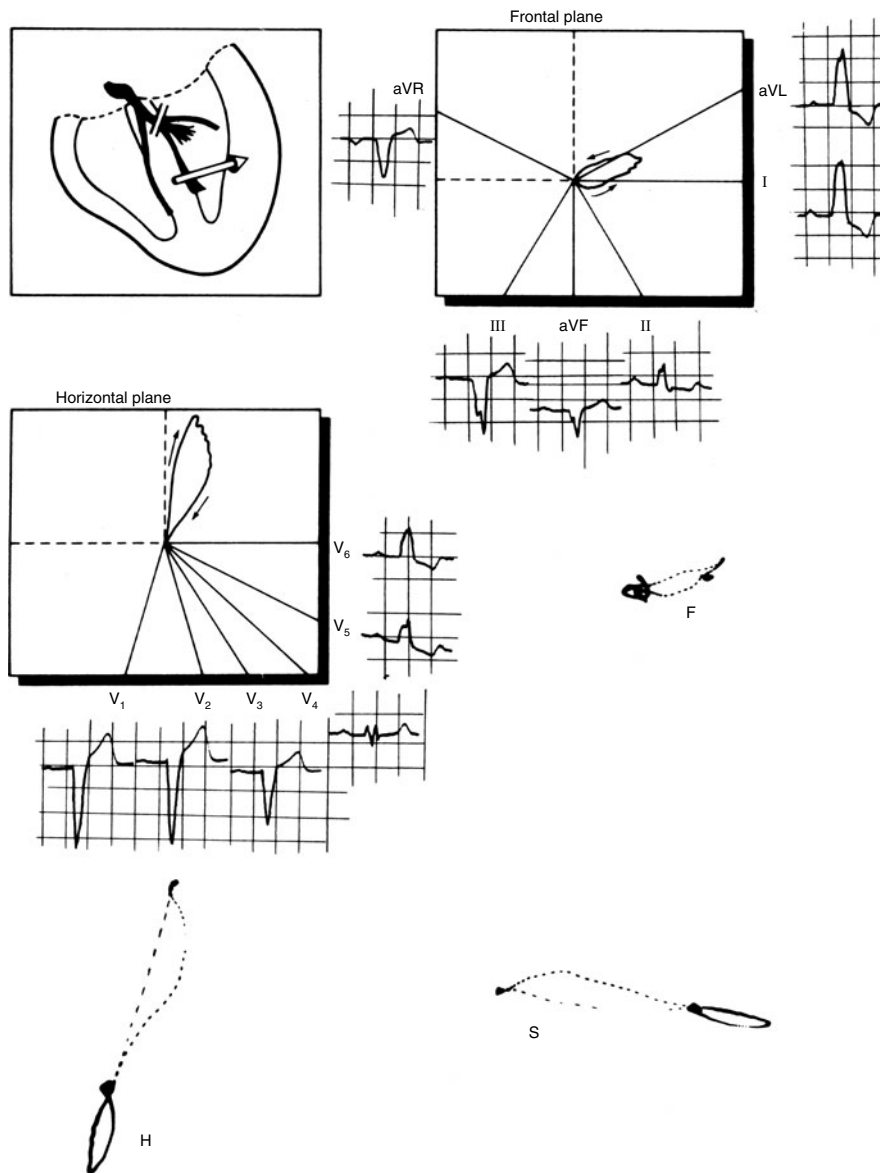 Frontal plane
aVR
aVL
I
III aVF II
Horizontal plane
V6
V5
F
V1 V2 V3 V4
S
H